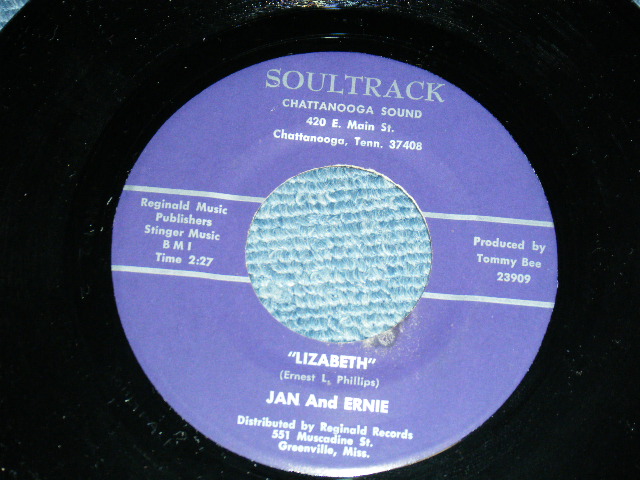 SOULTRACK
CHATTANOOGA SOUND
420 E. Main St.
Chattanooga, Tenn. 37408
Reginald Music
Publishers
Stinger Music
B M I
Time 2:27
Produced by
Tommy Bee
23909
"LIZABETH"
(Ernest L. Phillips)
JAN And ERNIE
Distributed by Reginald Records
551 Muscadine St.
Greenville, Miss.